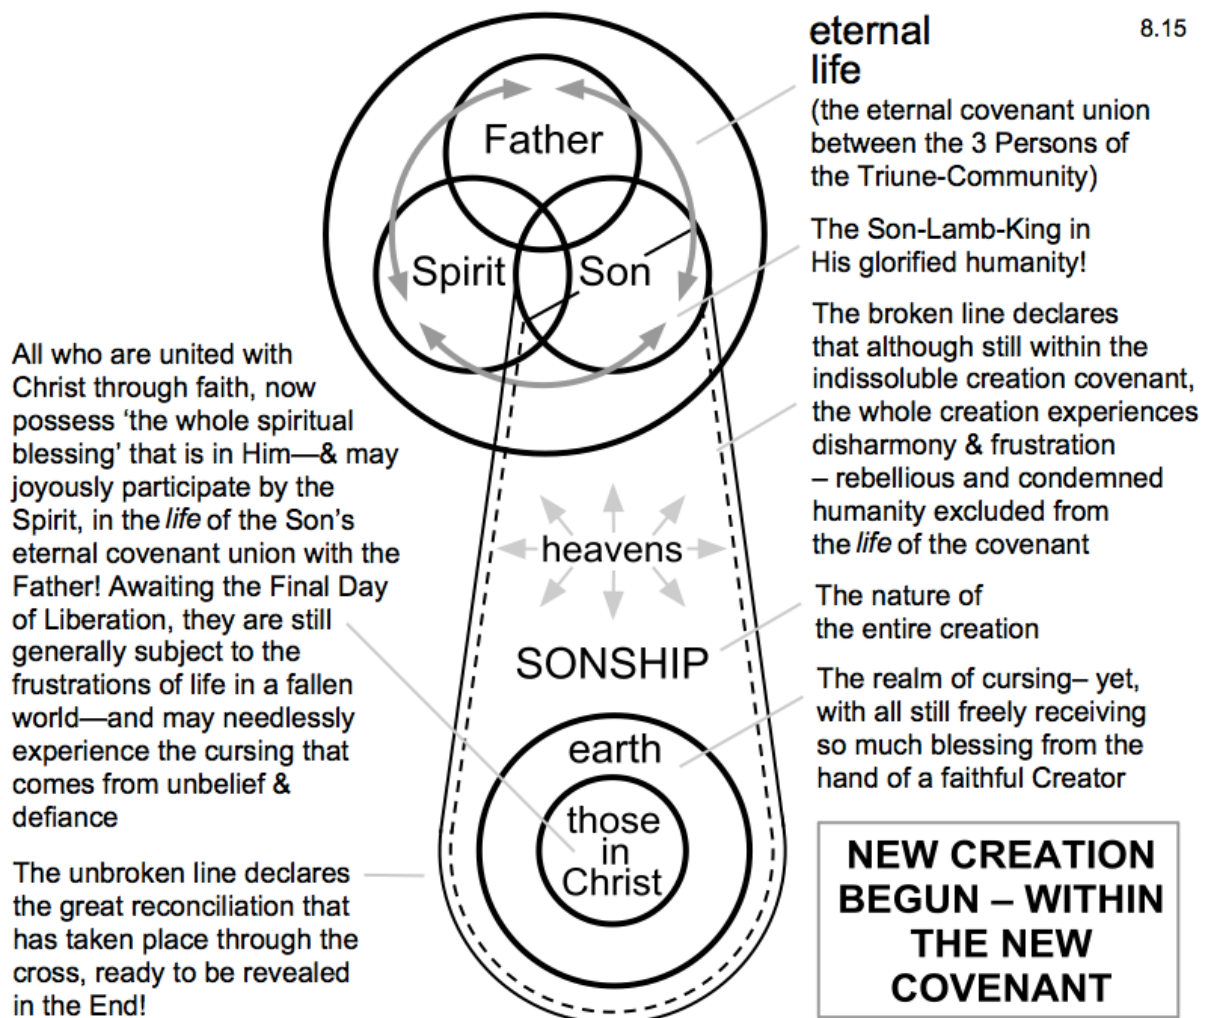 eternal
life
8.15
(the eternal covenant union
between the 3 Persons of
the Triune-Community)
The Son-Lamb-King in
His glorified humanity!
The broken line declares
that although still within the
indissoluble creation covenant,
the whole creation experiences
disharmony & frustration
– rebellious and condemned
humanity excluded from
the life of the covenant
The nature of
the entire creation
The realm of cursing– yet,
with all still freely receiving
so much blessing from the
hand of a faithful Creator
Father
Spirit
Son
heavens
SONSHIP
earth
those
in
Christ
All who are united with
Christ through faith, now
possess ‘the whole spiritual
blessing’ that is in Him—& may
joyously participate by the
Spirit, in the life of the Son’s
eternal covenant union with the
Father! Awaiting the Final Day
of Liberation, they are still
generally subject to the
frustrations of life in a fallen
world—and may needlessly
experience the cursing that
comes from unbelief &
defiance
The unbroken line declares
the great reconciliation that
has taken place through the
cross, ready to be revealed
in the End!
NEW CREATION
BEGUN – WITHIN
THE NEW
COVENANT